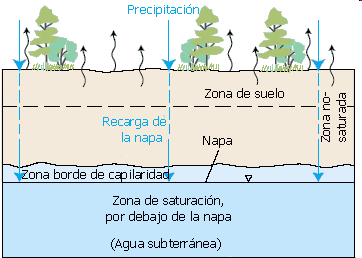 Precipitación
Zona de suelo
Zona no-
saturada
Recarga de
la napa
Napa
Zona borde de capilaridad
Zona de saturación,
por debajo de la napa
(Agua subterránea)